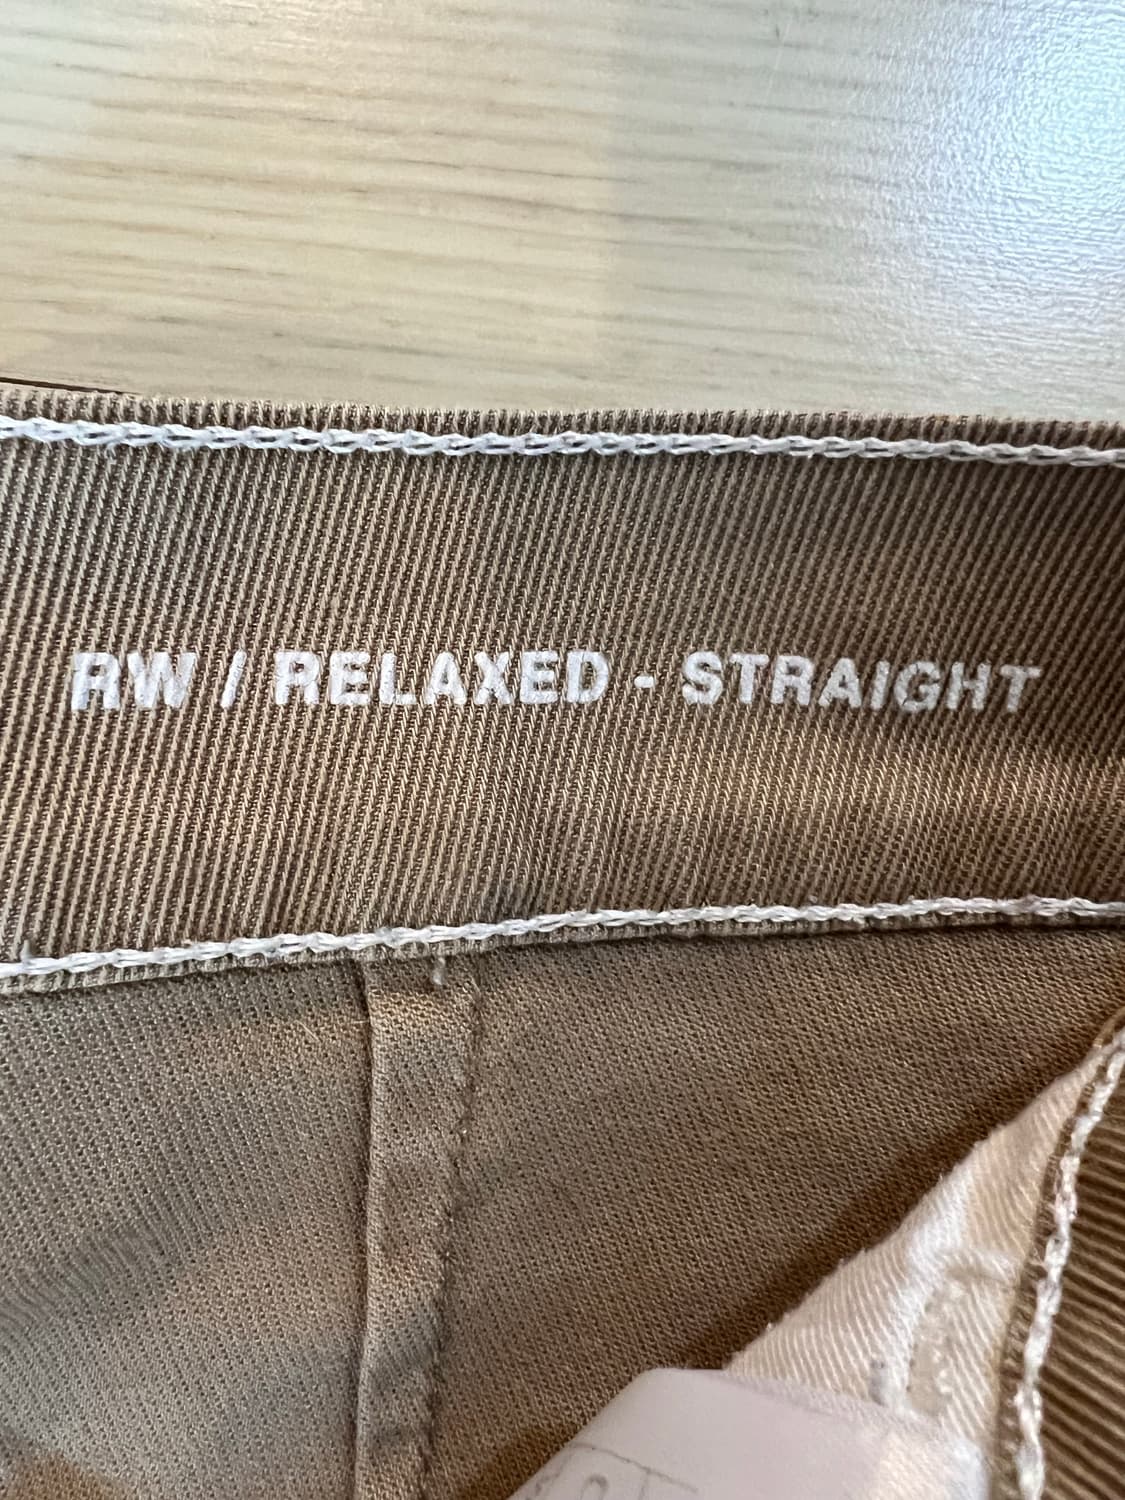 RW / RELAXED - STRAIGHT